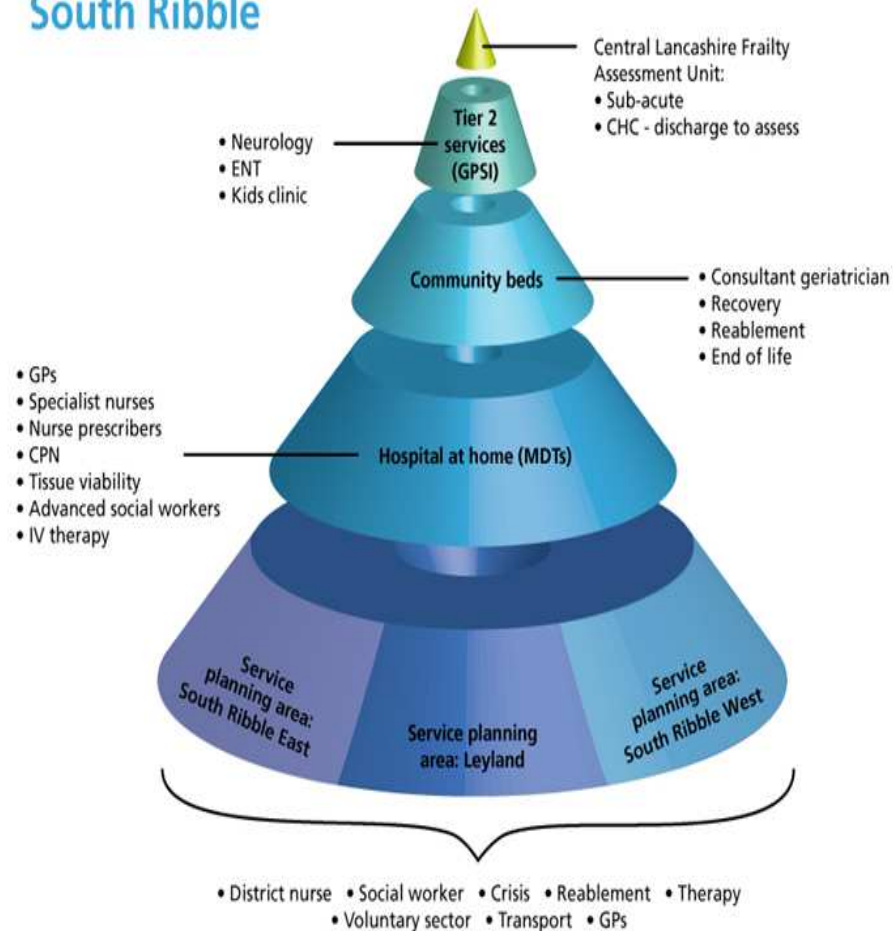 South Ribble
Central Lancashire Frailty
Assessment Unit:
• Sub-acute
• CHC - discharge to assess
Tier 2
services
(GPSI)
• Neurology
• ENT
• Kids clinic
Community beds
• Consultant geriatrician
• Recovery
• Reablement
• End of life
• GPs
• Specialist nurses
• Nurse prescribers
• CPN
• Tissue viability
• Advanced social workers
• IV therapy
Hospital at home (MDTs)
Service
planning area:
South Ribble East
Service planning
area: Leyland
Service
planning area:
South Ribble West
• District nurse • Social worker • Crisis • Reablement • Therapy
• Voluntary sector • Transport • GPs